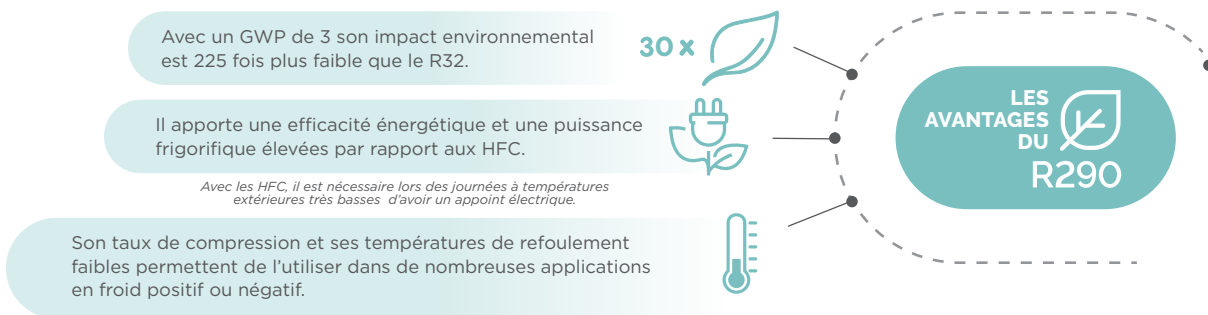 Avec un GWP de 3 son impact environnemental
est 225 fois plus faible que le R32.
30 x
Il apporte une efficacité énergétique et une puissance
frigorifique élevées par rapport aux HFC.
Avec les HFC, il est nécessaire lors des journées à températures
extérieures très basses d'avoir un appoint électrique.
Son taux de compression et ses températures de refoulement
faibles permettent de l'utiliser dans de nombreuses applications
en froid positif ou négatif.
LES
AVANTAGES
DU
R290